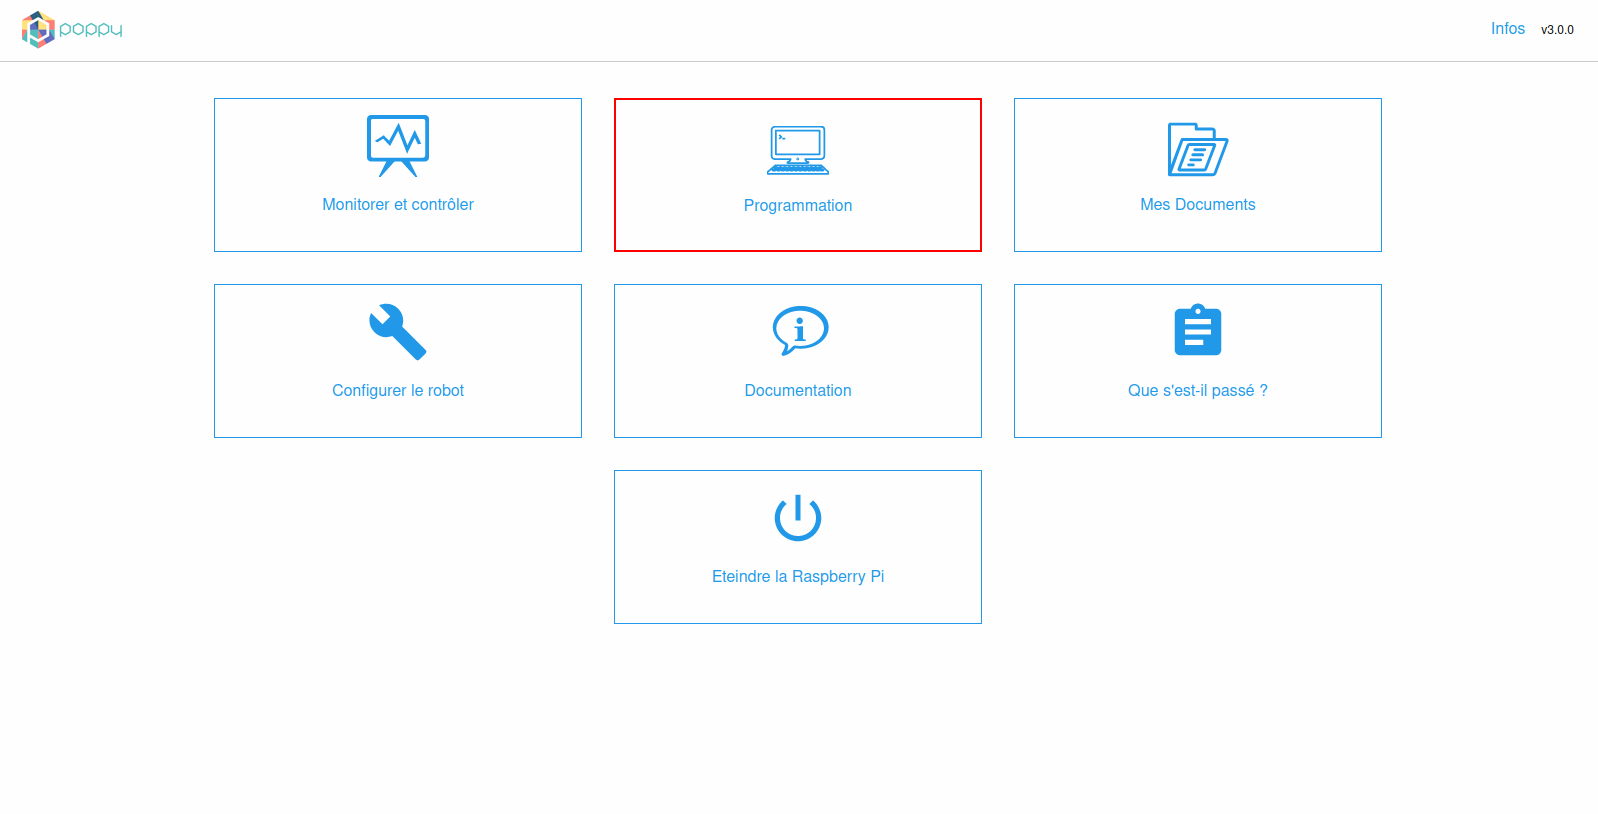 poppy
Infos v3.0.0
Monitorer et contrôler
Programmation
Mes Documents
Configurer le robot
Documentation
Que s'est-il passé ?
Eteindre la Raspberry Pi